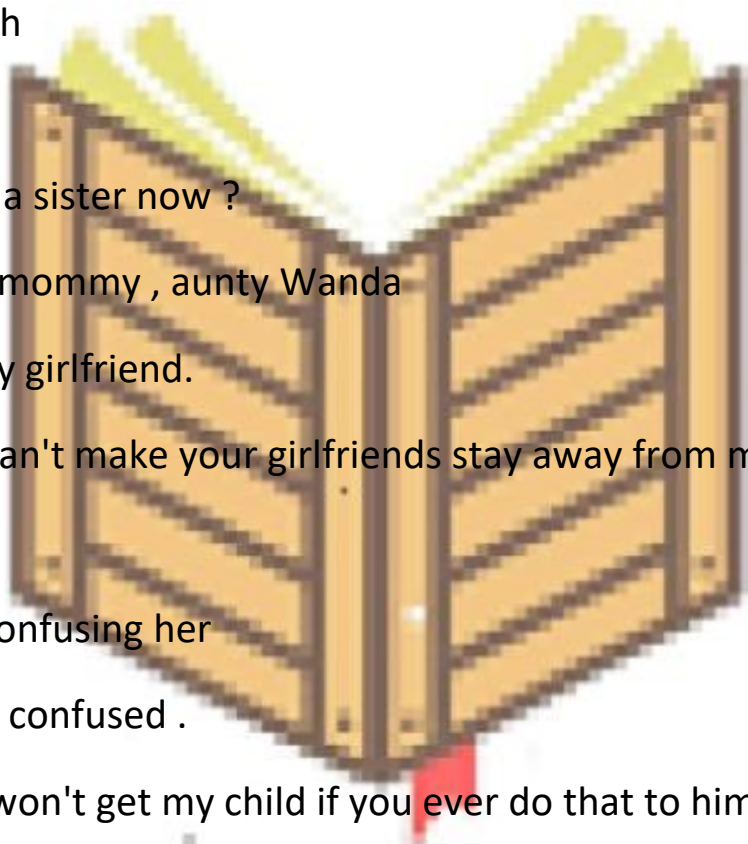 h
a sister now ?
mommy , aunty Wanda
y girlfriend.
an't make your girlfriends stay away from m
onfusing her
confused .
won't get my child if you ever do that to him